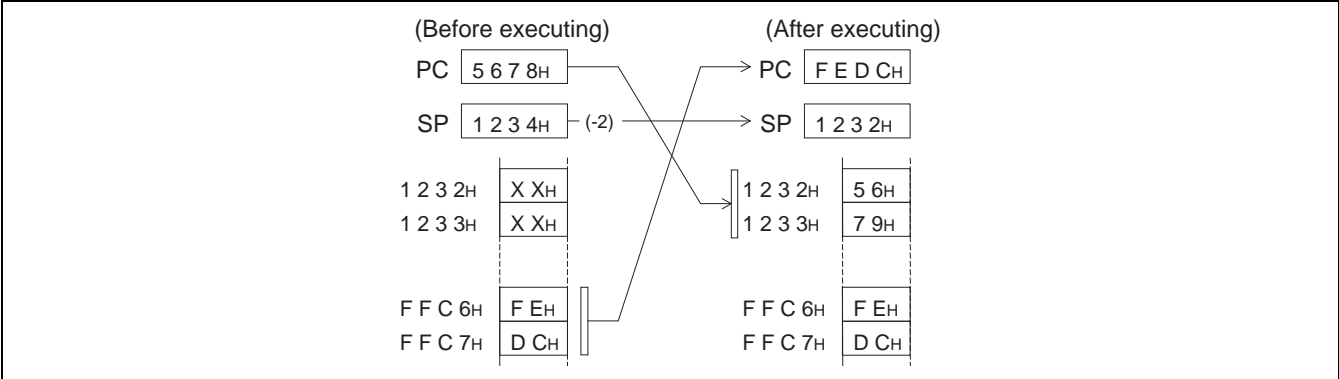 (Before executing) (After executing)
PC 5 6 7 8H PC F E D CH
SP 1 2 3 4H (-2) SP 1 2 3 2H
1 2 3 2H X XH 1 2 3 2H 5 6H
1 2 3 3H X XH 1 2 3 3H 7 9H
F F C 6H F EH F F C 6H F EH
F F C 7H D CH F F C 7H D CH